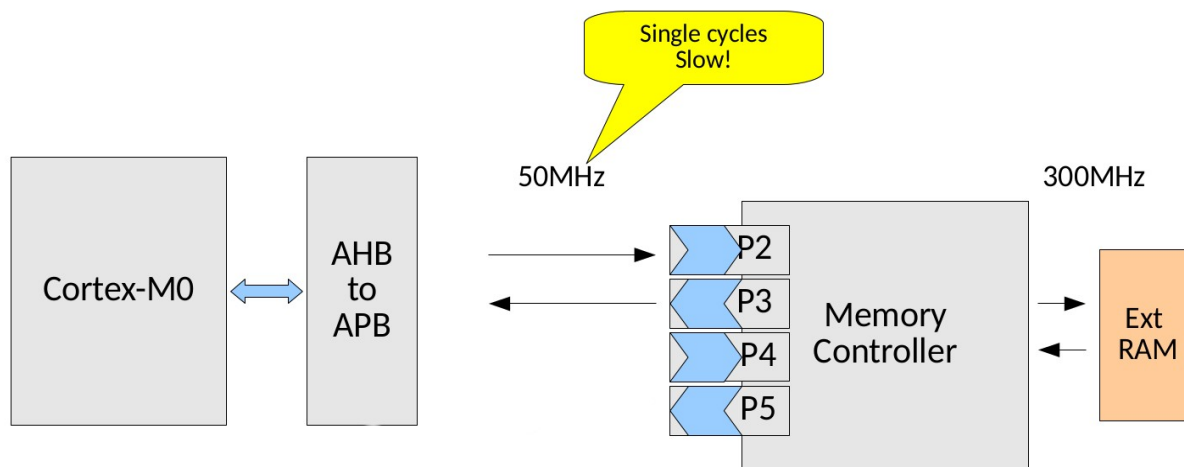 Single cycles
Slow!
50MHz
300MHz
Cortex-M0
AHB
to
APB
P2
P3
P4
P5
Memory
Controller
Ext
RAM